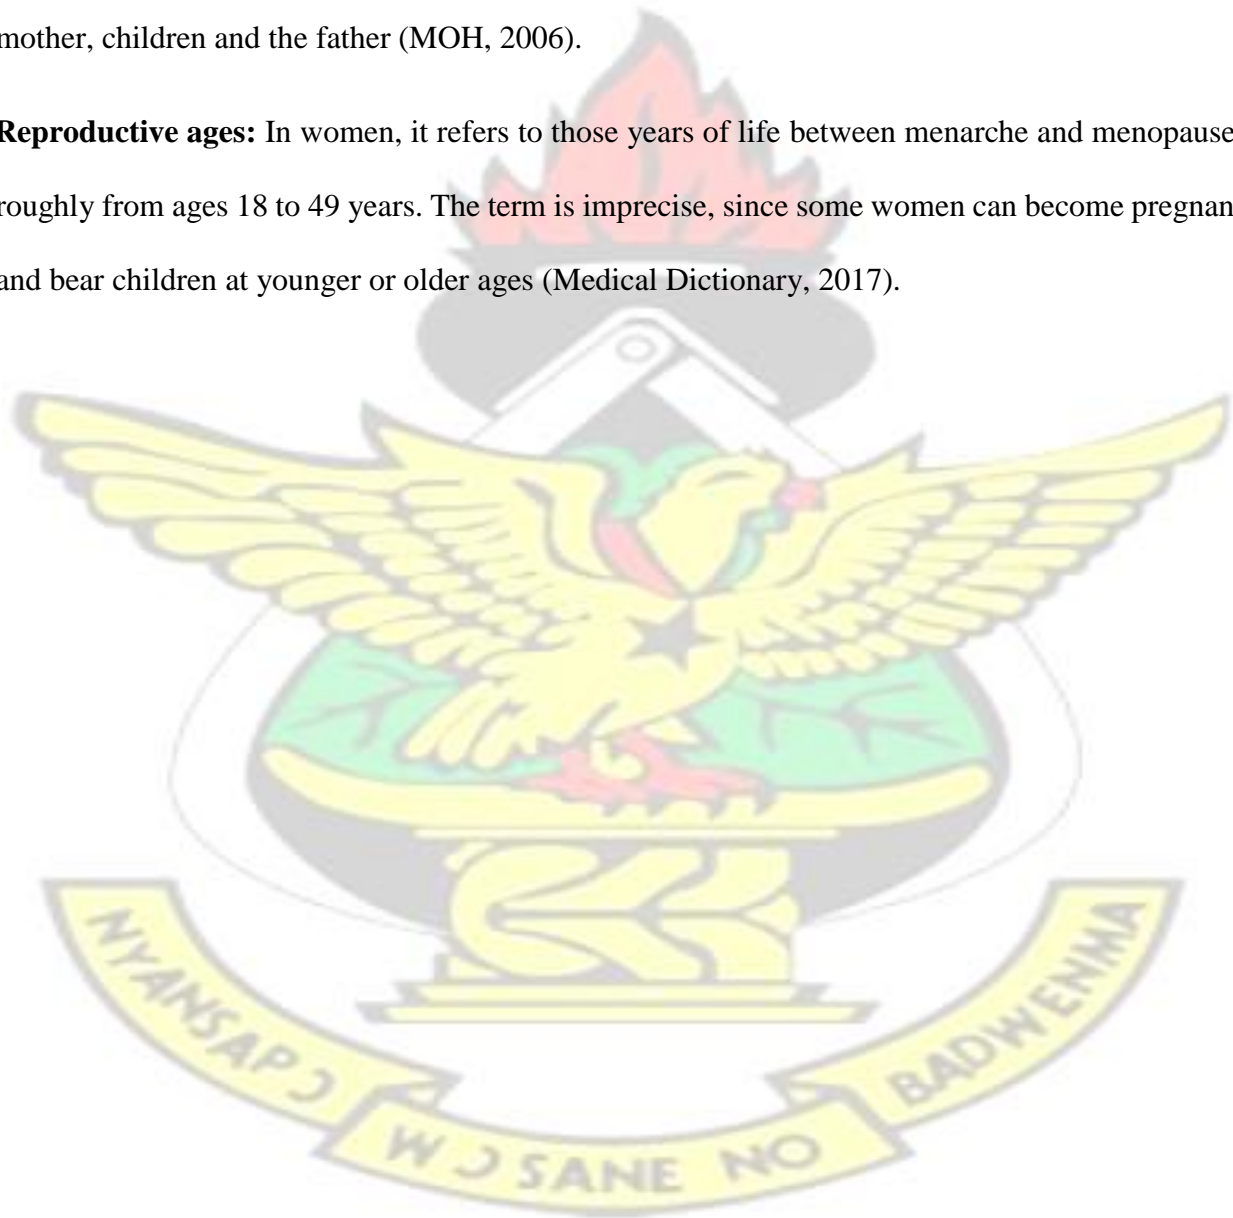 mother, children and the father (MOH, 2006).
Reproductive ages: In women, it refers to those years of life between menarche and menopause
roughly from ages 18 to 49 years. The term is imprecise, since some women can become pregnan
and bear children at younger or older ages (Medical Dictionary, 2017).
NYANSAPƆ
WƆSANE NO
BADWENMA